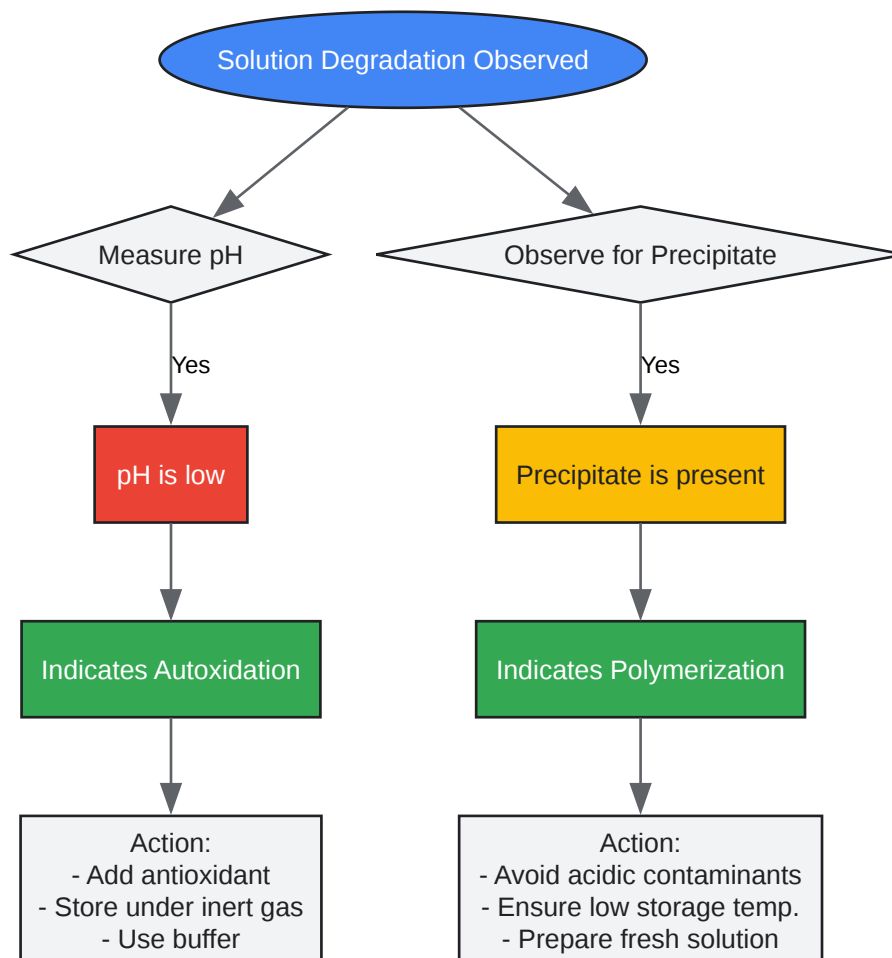 Solution Degradation Observed
Measure pH
Observe for Precipitate
Yes
Yes
pH is low
Precipitate is present
Indicates Autoxidation
Indicates Polymerization
Action:
- Add antioxidant
- Store under inert gas
- Use buffer
Action:
- Avoid acidic contaminants
- Ensure low storage temp.
- Prepare fresh solution